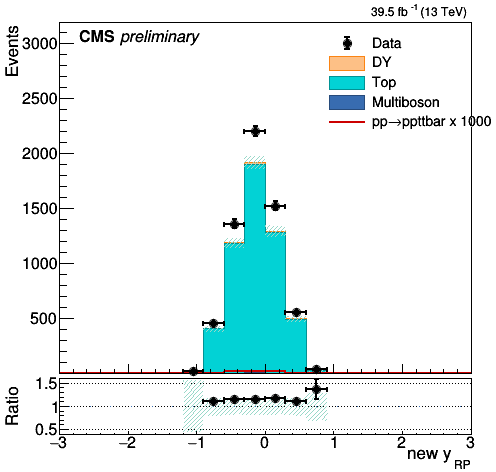 39.5 fb⁻¹ (13 TeV)
CMS preliminary
Events
3000
2500
2000
1500
1000
500
Data
DY
Top
Multiboson
pp→ppttbar x 1000
Ratio
1.5
1
0.5
−3 −2 −1 0 1 2 3
new y_RP